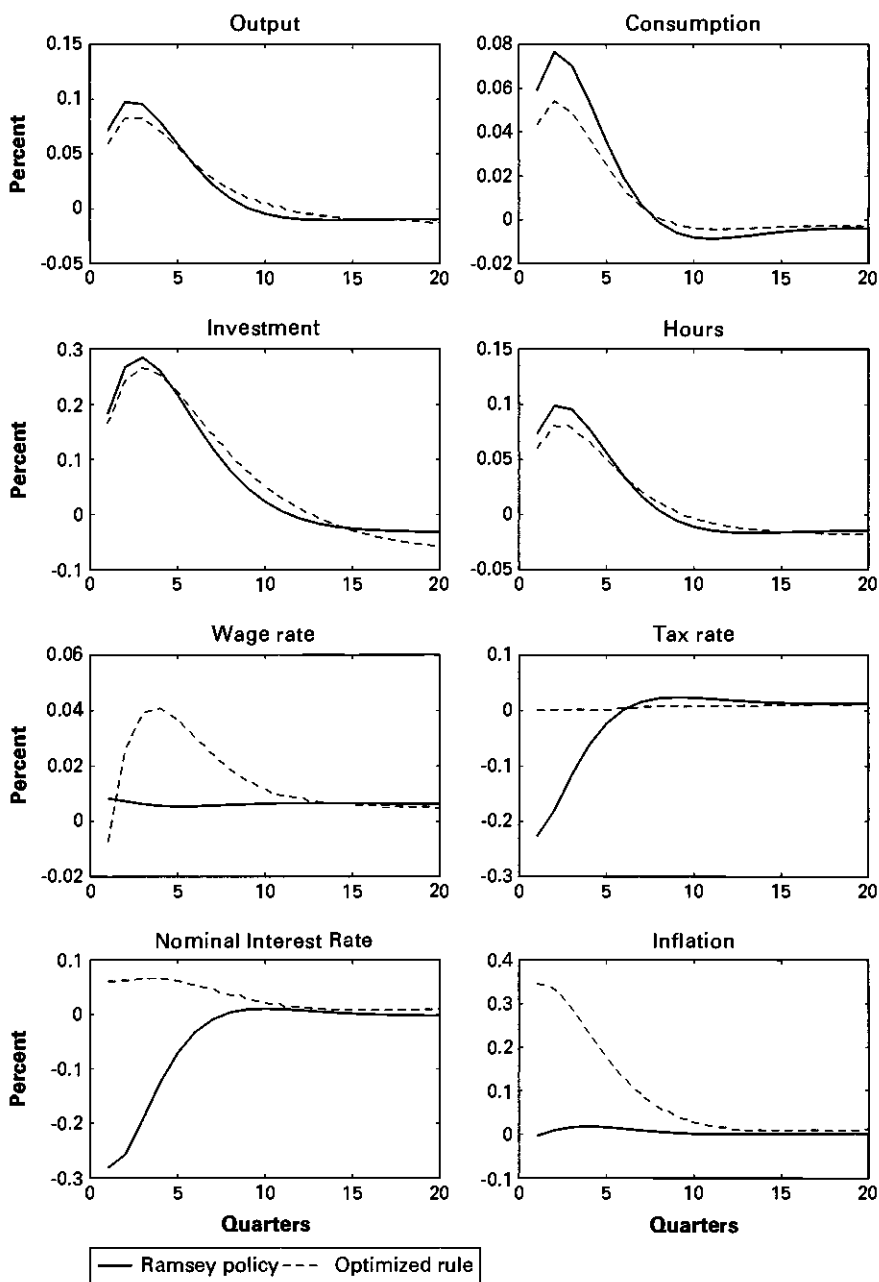 Output
Consumption
Percent
0.15
0.1
0.05
0
-0.05
0 5 10 15 20
0.08
0.06
0.04
0.02
0
-0.02
0 5 10 15 20
Investment
Hours
Percent
0.3
0.2
0.1
0
-0.1
0 5 10 15 20
0.15
0.1
0.05
0
-0.05
0 5 10 15 20
Wage rate
Tax rate
Percent
0.06
0.04
0.02
0
-0.02
0 5 10 15 20
0.1
0
-0.1
-0.2
-0.3
0 5 10 15 20
Nominal Interest Rate
Inflation
Percent
0.1
0
-0.1
-0.2
-0.3
0 5 10 15 20
0.4
0.3
0.2
0.1
0
-0.1
0 5 10 15 20
Quarters
Quarters
Ramsey policy
Optimized rule